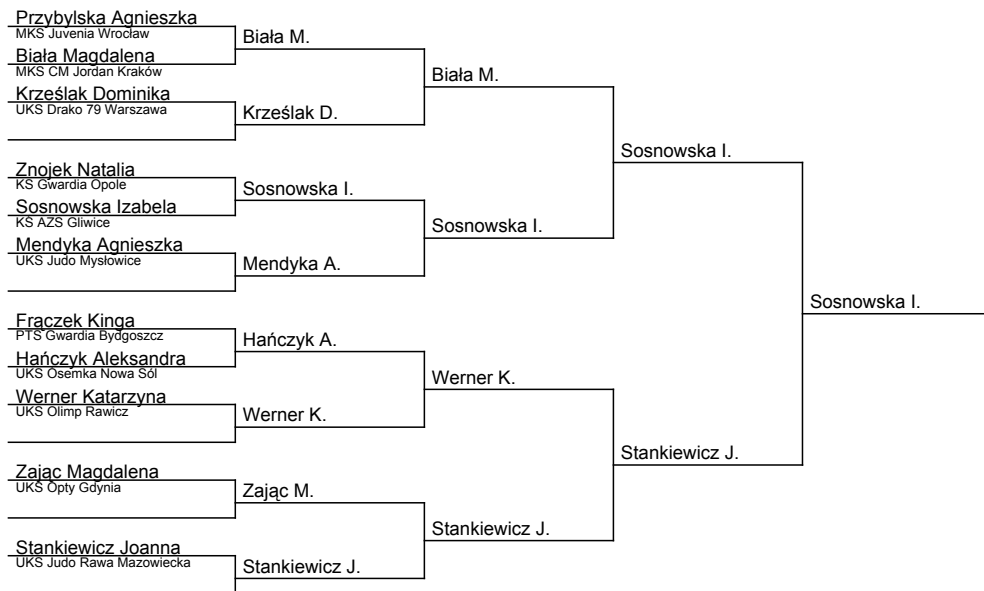 Przybylska Agnieszka
MKS Juvenia Wrocław
Biała M.
Biała Magdalena
MKS CM Jordan Kraków
Biała M.
Krześlak Dominika
UKS Drako 79 Warszawa
Krześlak D.
Sosnowska I.
Znojek Natalia
KS Gwardia Opole
Sosnowska I.
Sosnowska Izabela
KS AZS Gliwice
Sosnowska I.
Mendyka Agnieszka
UKS Judo Mysłowice
Mendyka A.
Sosnowska I.
Frączek Kinga
PTS Gwardia Bydgoszcz
Hańczyk A.
Hańczyk Aleksandra
UKS Ósemka Nowa Sól
Werner K.
Werner Katarzyna
UKS Olimp Rawicz
Werner K.
Stankiewicz J.
Zając Magdalena
UKS Opty Gdynia
Zając M.
Stankiewicz J.
Stankiewicz Joanna
UKS Judo Rawa Mazowiecka
Stankiewicz J.